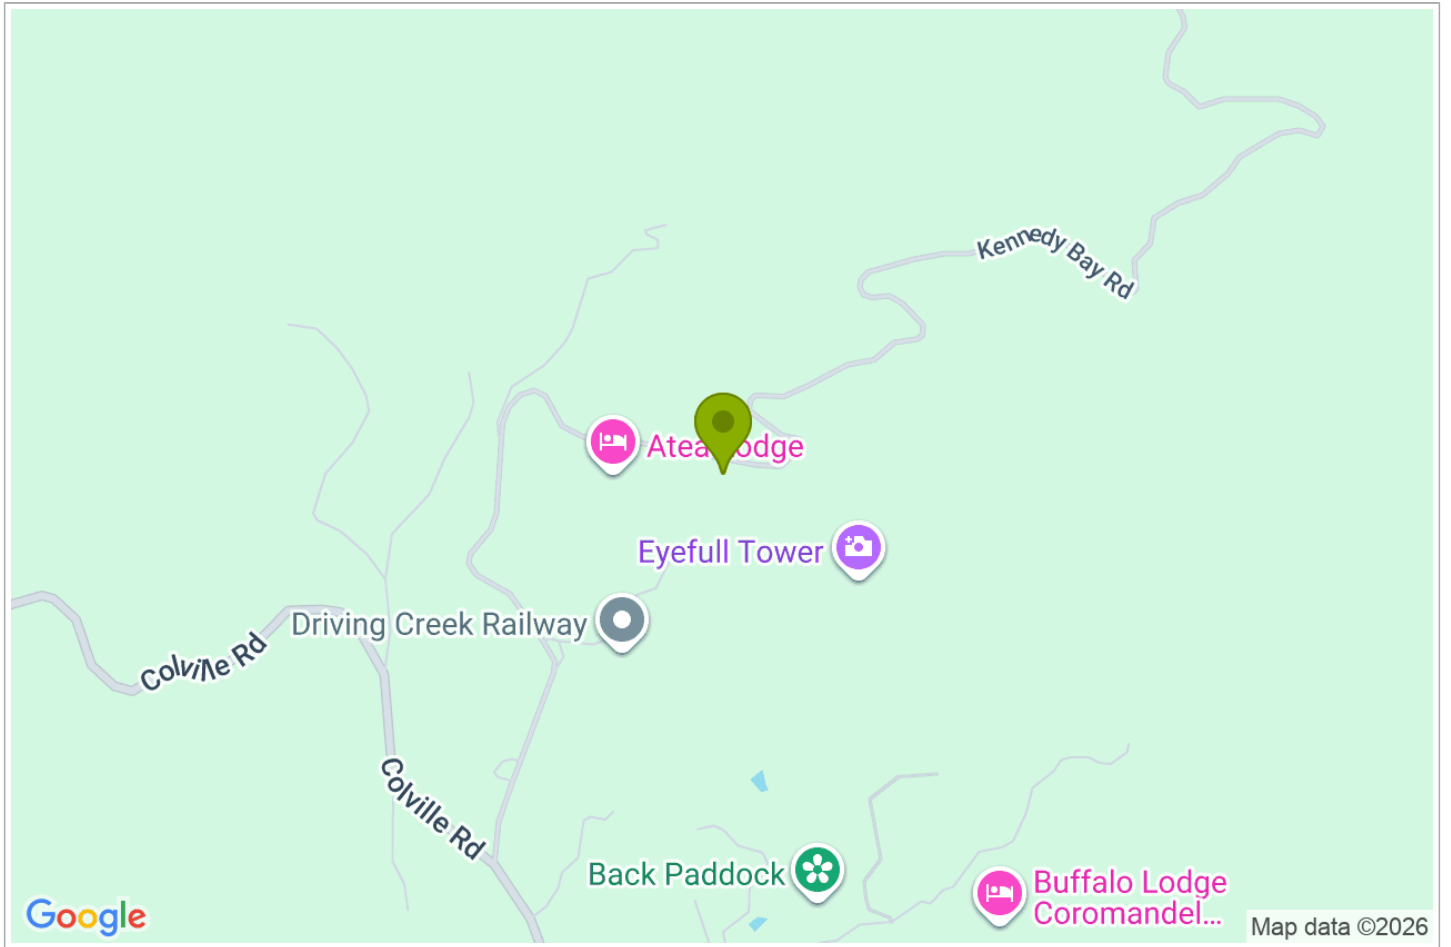 Kennedy Bay Rd
Atea Lodge
Eyefull Tower
Driving Creek Railway
Colville Rd
Colville Rd
Back Paddock
Buffalo Lodge
Coromandel...
Google
Map data ©2026